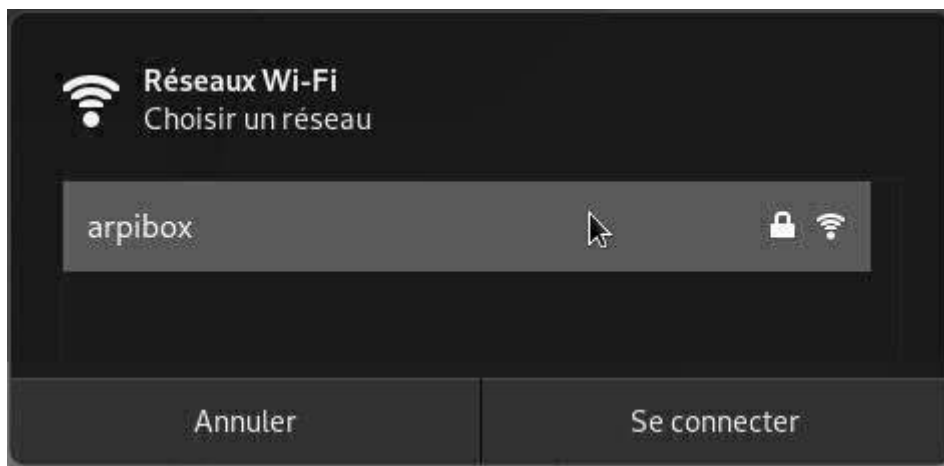 Réseaux Wi-Fi
Choisir un réseau
arpibox
Annuler
Se connecter